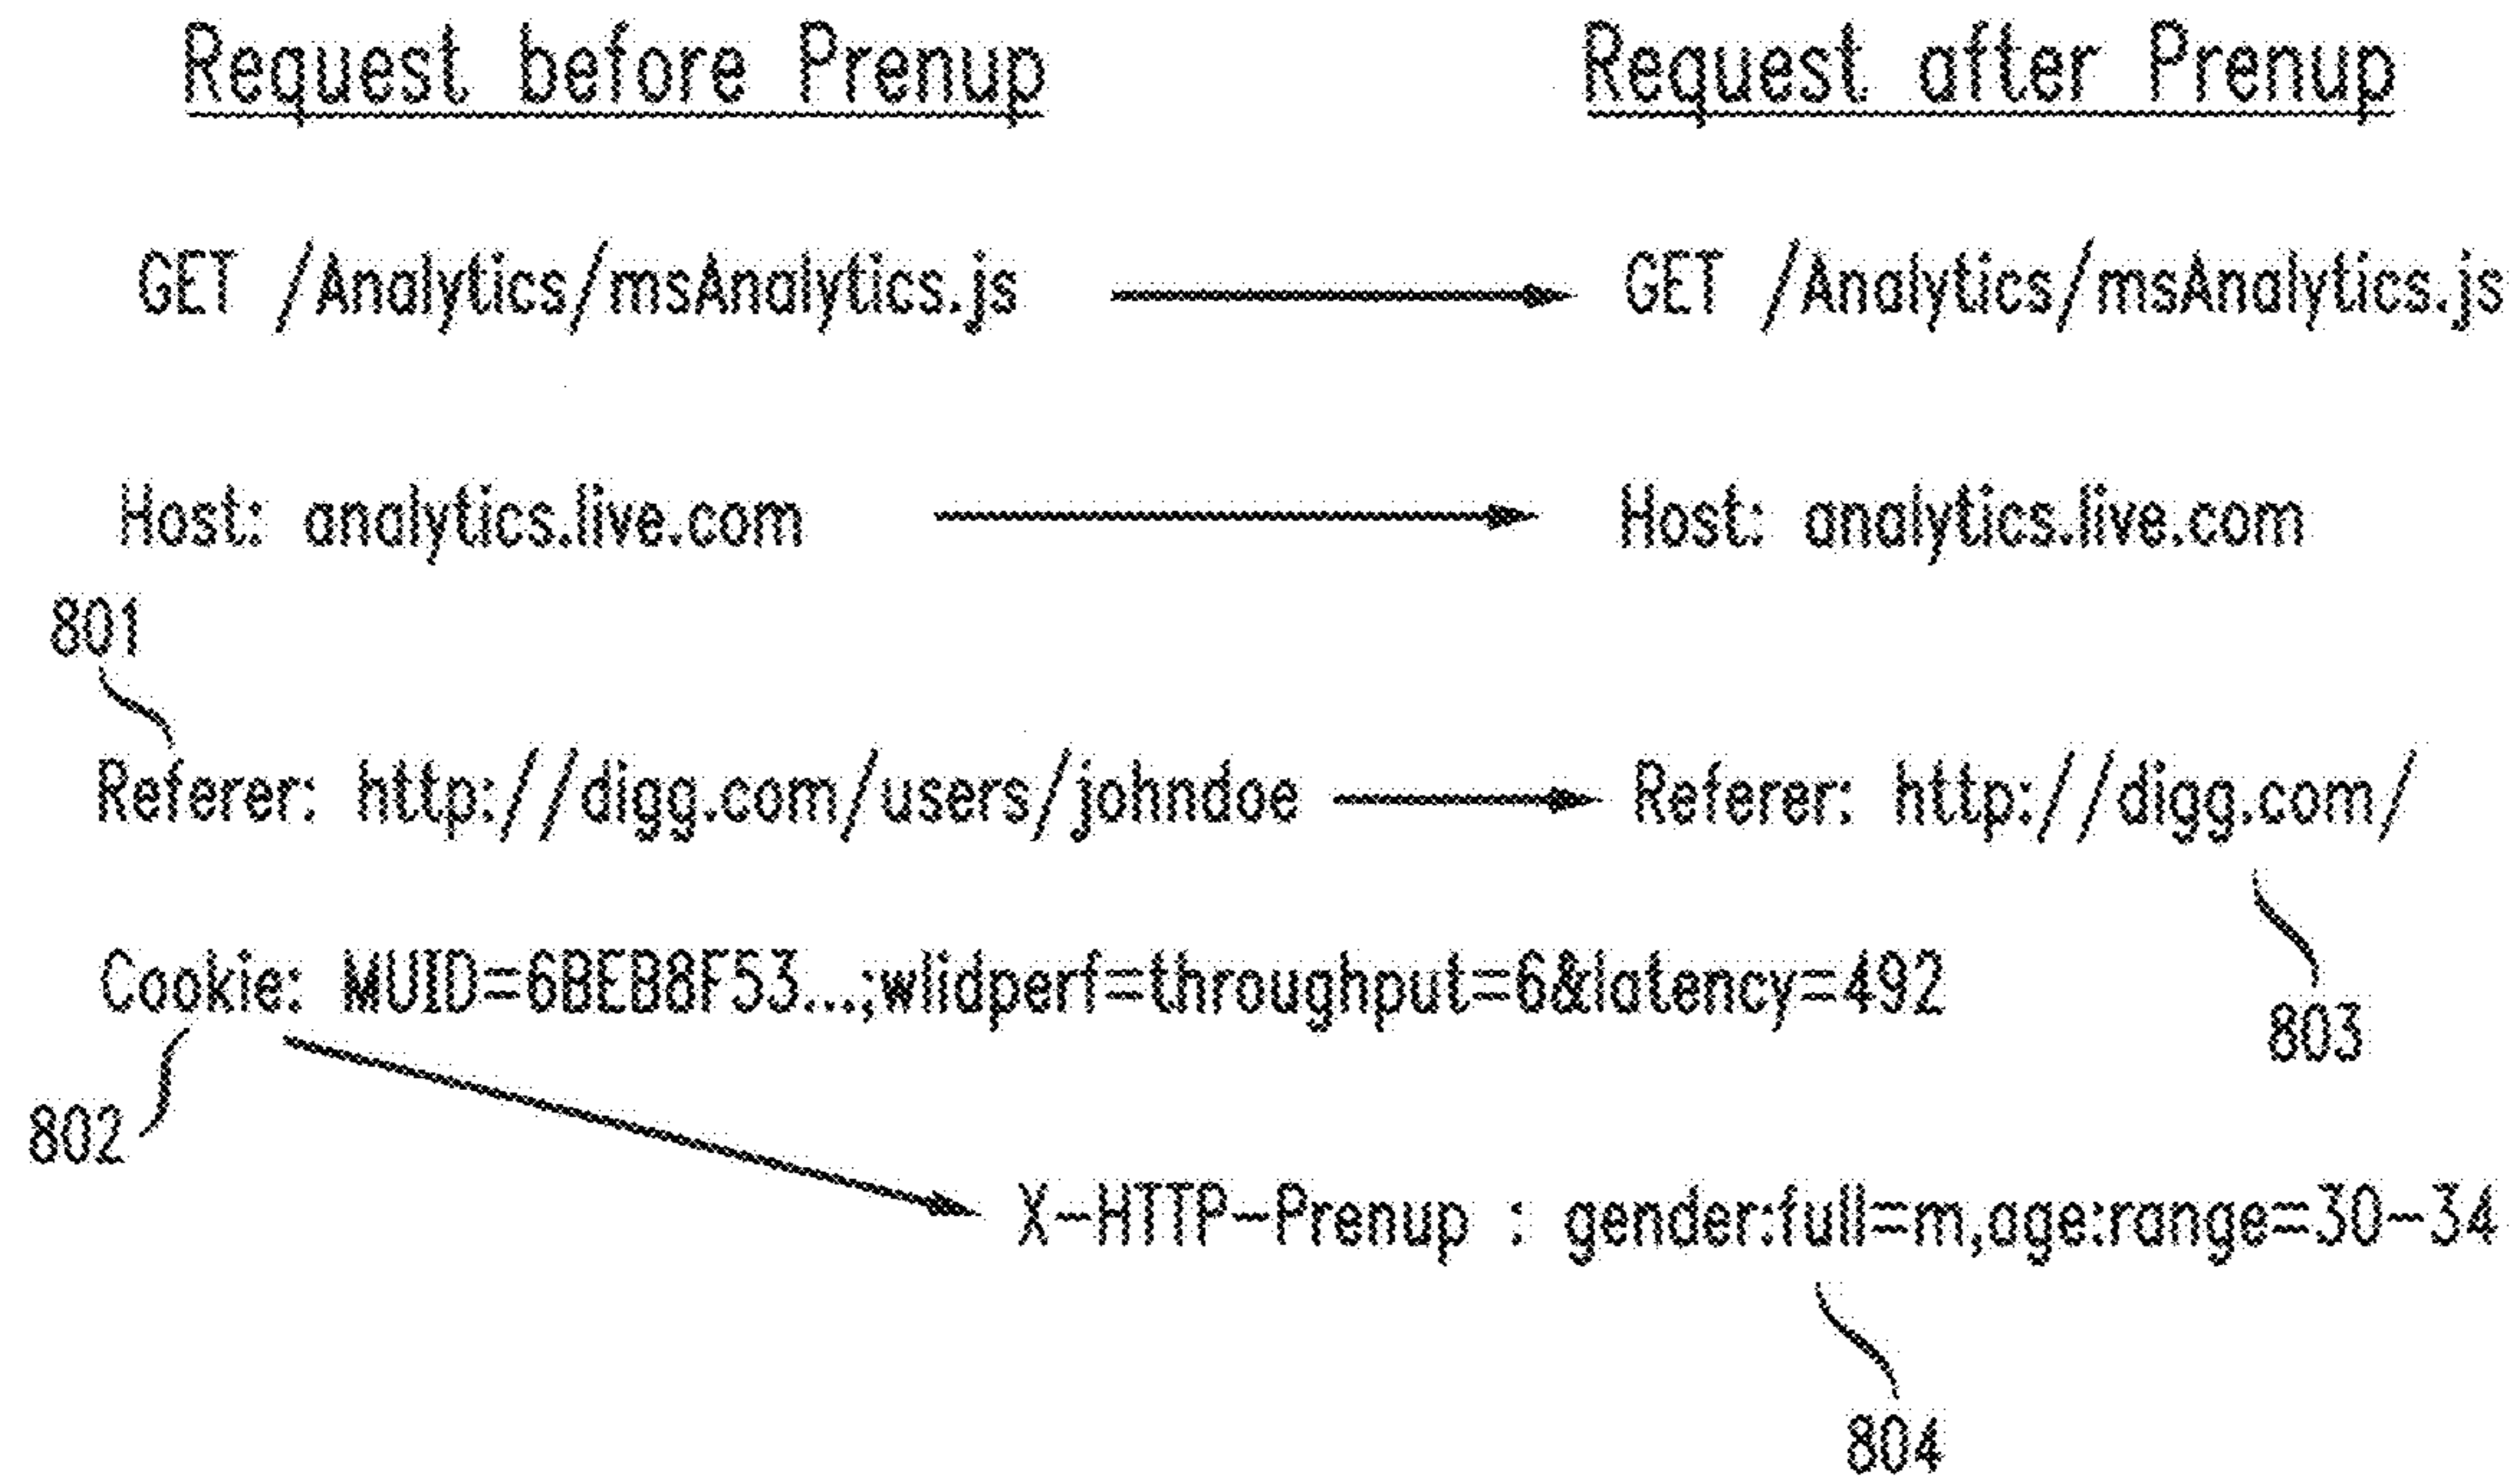 Request before Prenup Request after Prenup
GET /Analytics/msAnalytics.js GET /Analytics/msAnalytics.js
Host: analytics.live.com Host: analytics.live.com
801
Referer: http://digg.com/users/johndoe Referer: http://digg.com/
Cookie: MUID=6BEB8F53...;wlidperf=throughput=6&latency=492
803
802
X-HTTP-Prenup : gender:full=m,age:range=30-34
804